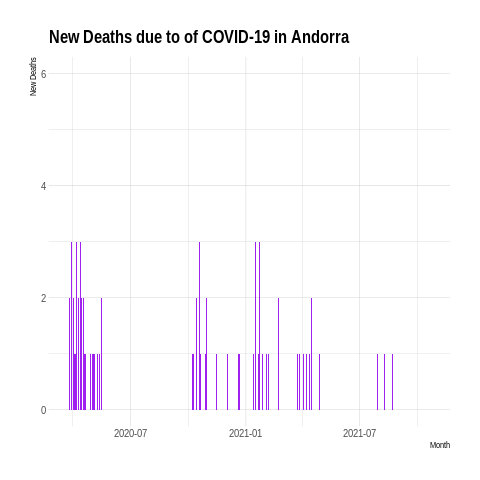 New Deaths due to of COVID-19 in Andorra
New Deaths
6
4
2
0
2020-07 2021-01 2021-07
Month